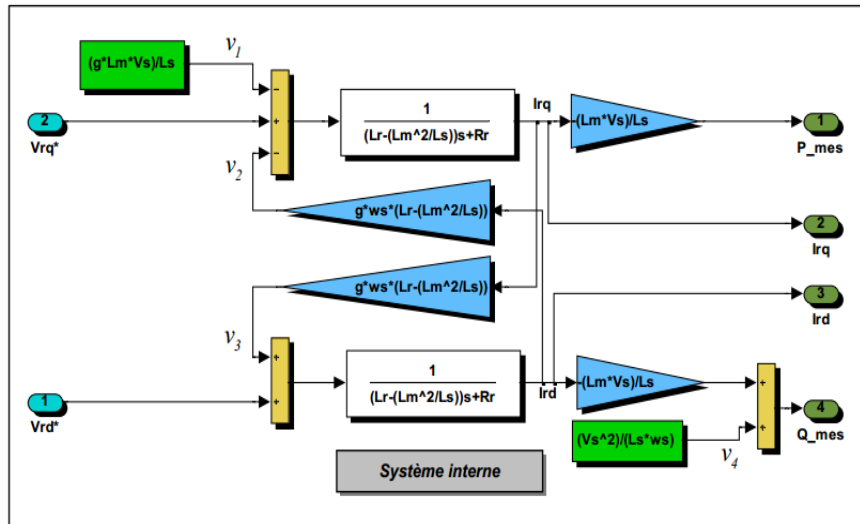 (g*Lm*Vs)/Ls
v1
−
2
+
Vrq*
−
v2
1
(Lr-(Lm^2/Ls))s+Rr
Irq
-(Lm*Vs)/Ls
1
P_mes
g*ws*(Lr-(Lm^2/Ls))
2
Irq
g*ws*(Lr-(Lm^2/Ls))
3
Ird
v3
+
+
1
Vrd*
1
(Lr-(Lm^2/Ls))s+Rr
Ird
-(Lm*Vs)/Ls
+
+
4
Q_mes
(Vs^2)/(Ls*ws)
v4
Système interne